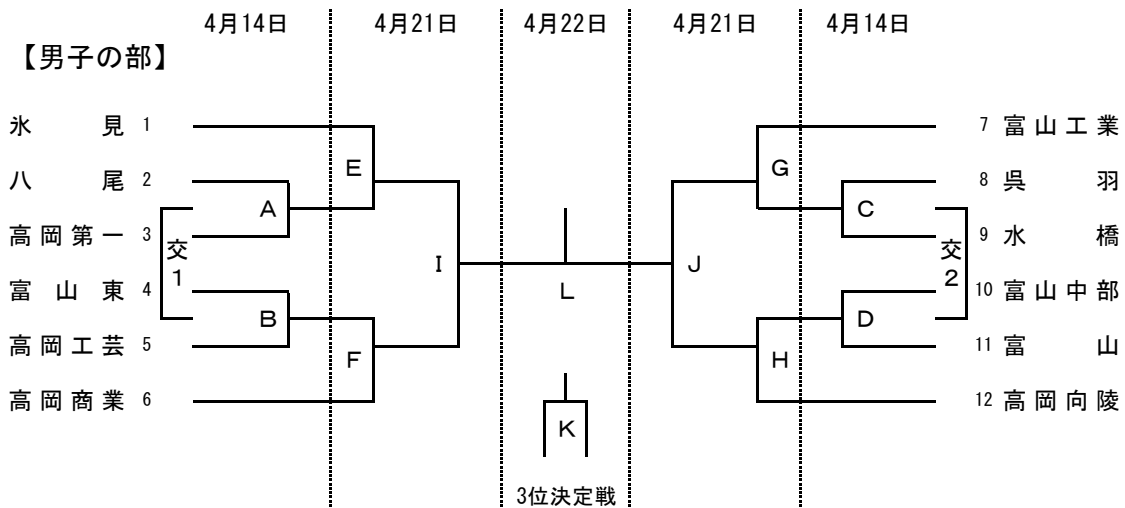 4月14日 4月21日 4月22日 4月21日 4月14日
【男子の部】
氷見 1 7 富山工業
E G
八尾 2 8 呉羽
A C
高岡第一 3 9 水橋
交1 I J 交2
富山東 4 10 富山中部
L
B D
高岡工芸 5 11 富山
F H
高岡商業 6 12 高岡向陵
K
3位決定戦